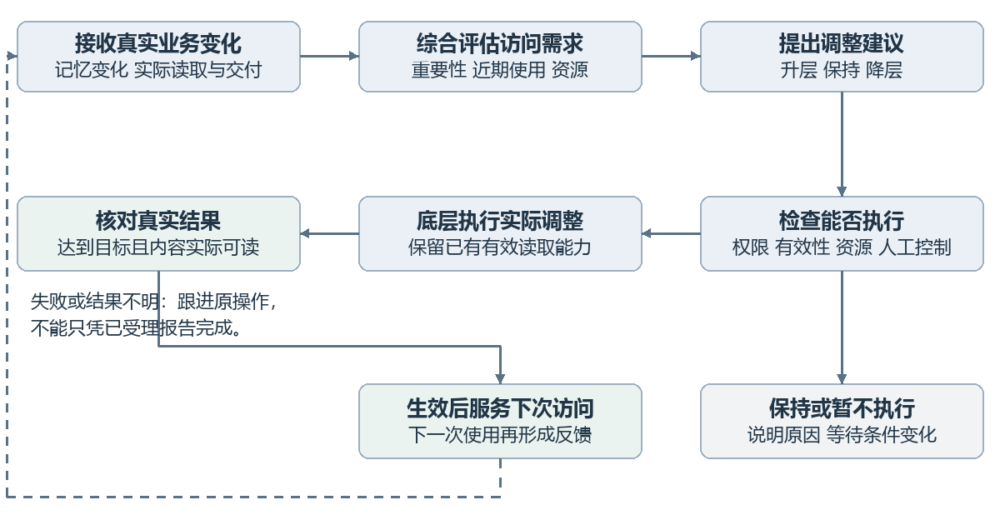 接收真实业务变化
记忆变化 实际读取与交付
综合评估访问需求
重要性 近期使用 资源
提出调整建议
升层 保持 降层
核对真实结果
达到目标且内容实际可读
底层执行实际调整
保留已有有效读取能力
检查能否执行
权限 有效性 资源 人工控制
失败或结果不明：跟进原操作，
不能只凭已受理报告完成。
生效后服务下次访问
下一次使用再形成反馈
保持或暂不执行
说明原因 等待条件变化